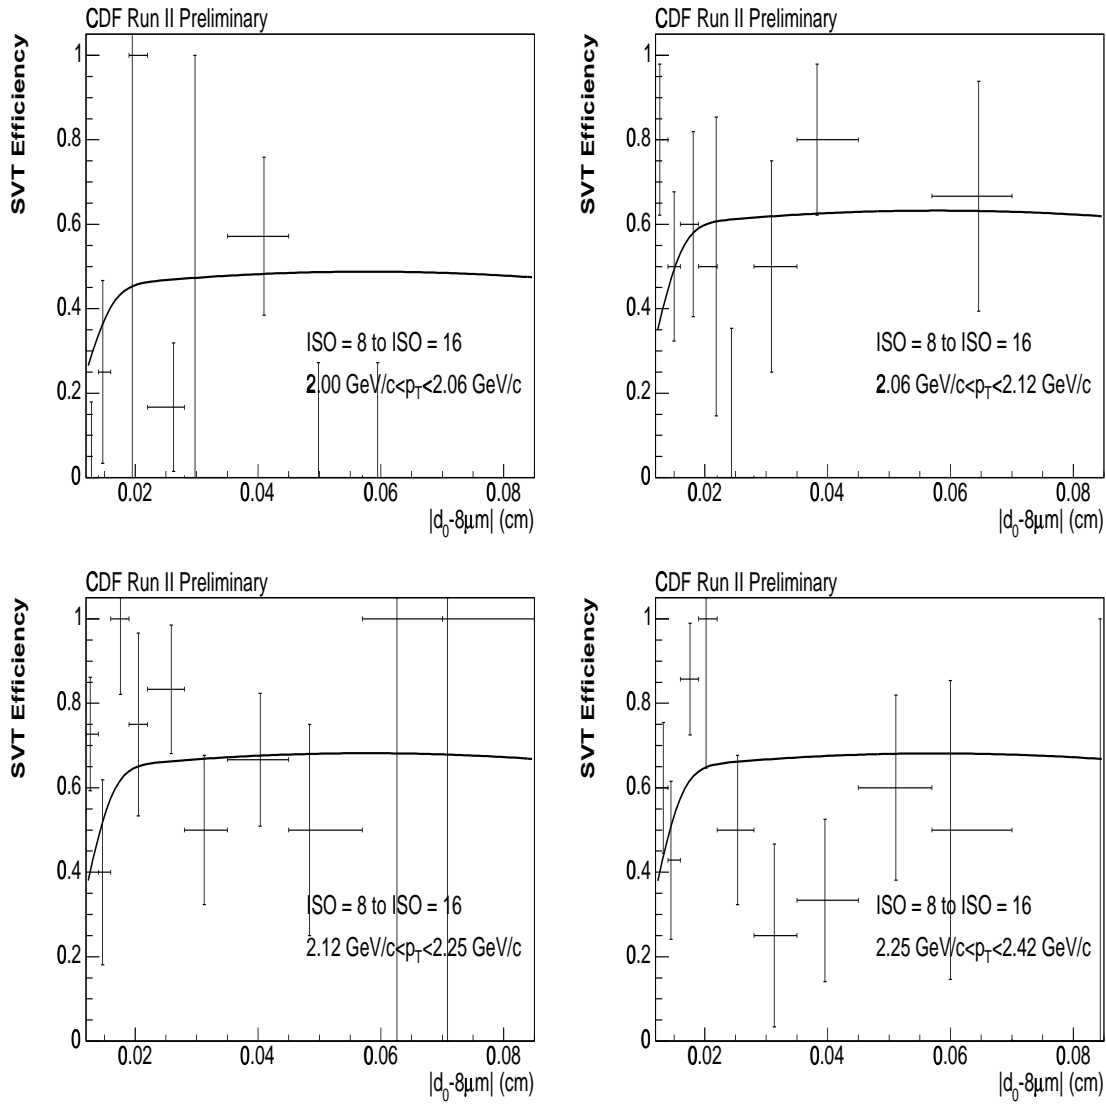 CDF Run II Preliminary
SVT Efficiency
1
0.8
0.6
0.4
0.2
0
ISO = 8 to ISO = 16
2.00 GeV/c<p_T<2.06 GeV/c
0.02 0.04 0.06 0.08
|d_0-8μm| (cm)
CDF Run II Preliminary
SVT Efficiency
1
0.8
0.6
0.4
0.2
0
ISO = 8 to ISO = 16
2.06 GeV/c<p_T<2.12 GeV/c
0.02 0.04 0.06 0.08
|d_0-8μm| (cm)
CDF Run II Preliminary
SVT Efficiency
1
0.8
0.6
0.4
0.2
0
ISO = 8 to ISO = 16
2.12 GeV/c<p_T<2.25 GeV/c
0.02 0.04 0.06 0.08
|d_0-8μm| (cm)
CDF Run II Preliminary
SVT Efficiency
1
0.8
0.6
0.4
0.2
0
ISO = 8 to ISO = 16
2.25 GeV/c<p_T<2.42 GeV/c
0.02 0.04 0.06 0.08
|d_0-8μm| (cm)